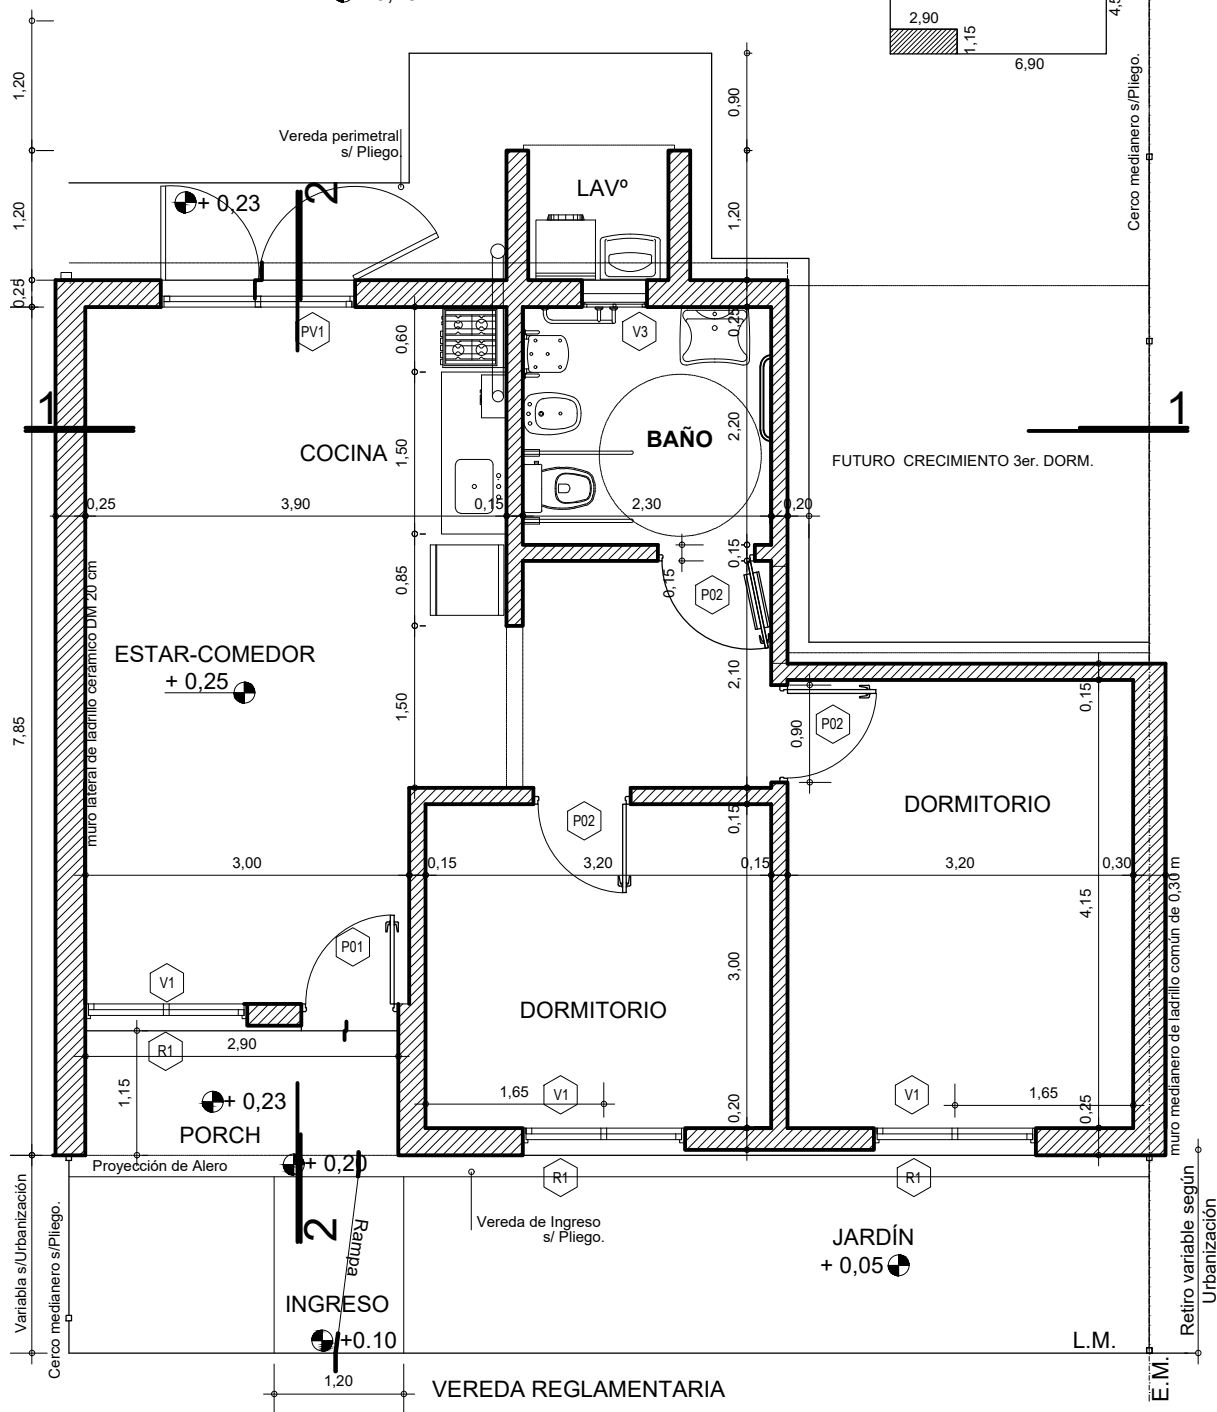 2,90
1,15
6,90
4,5
1,20
0,90
Cerco medianero s/Pliego.
Vereda perimetral
s/ Pliego.
LAVº
2
+ 0,23
1,20
1,20
0,25
PV1
0,60
V3
0,25
1
COCINA
1,50
BAÑO
2,20
1
FUTURO CRECIMIENTO 3er. DORM.
0,25
3,90
0,15
2,30
0,20
muro lateral de ladrillo cerámico DM 20 cm
0,85
0,15
0,15
P02
ESTAR-COMEDOR
+ 0,25
2,10
7,85
1,50
0,90
P02
0,15
DORMITORIO
P02
0,15
3,00
0,15
3,20
0,15
3,20
0,30
4,15
muro medianero de ladrillo común de 0,30 m
P01
V1
3,00
DORMITORIO
R1
2,90
1,15
1,65
V1
0,20
V1
1,65
0,25
+ 0,23
PORCH
Proyección de Alero
+ 0,20
R1
R1
Variabla s/Urbanización
Cerco medianero s/Pliego.
2
Rampa
Vereda de Ingreso
s/ Pliego.
JARDÍN
+ 0,05
Retiro variable según
Urbanización
INGRESO
+0.10
L.M.
E.M.
1,20
VEREDA REGLAMENTARIA